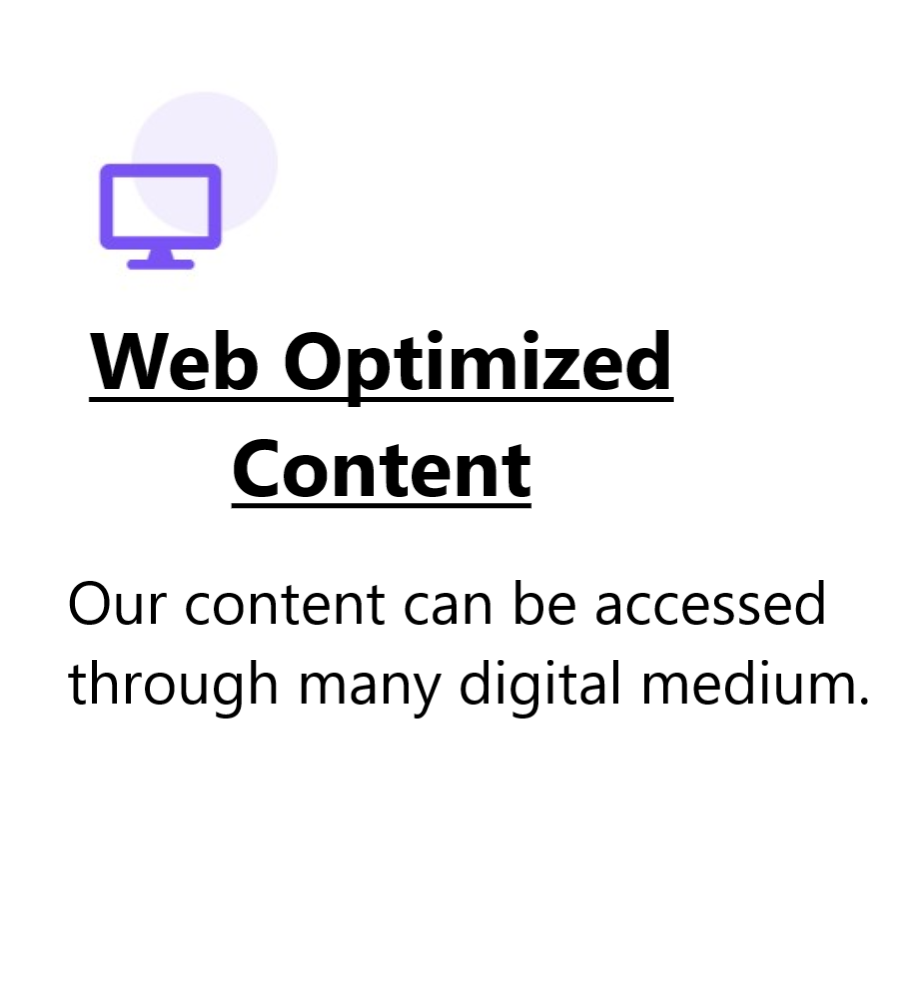 Web Optimized
Content
Our content can be accessed
through many digital medium.